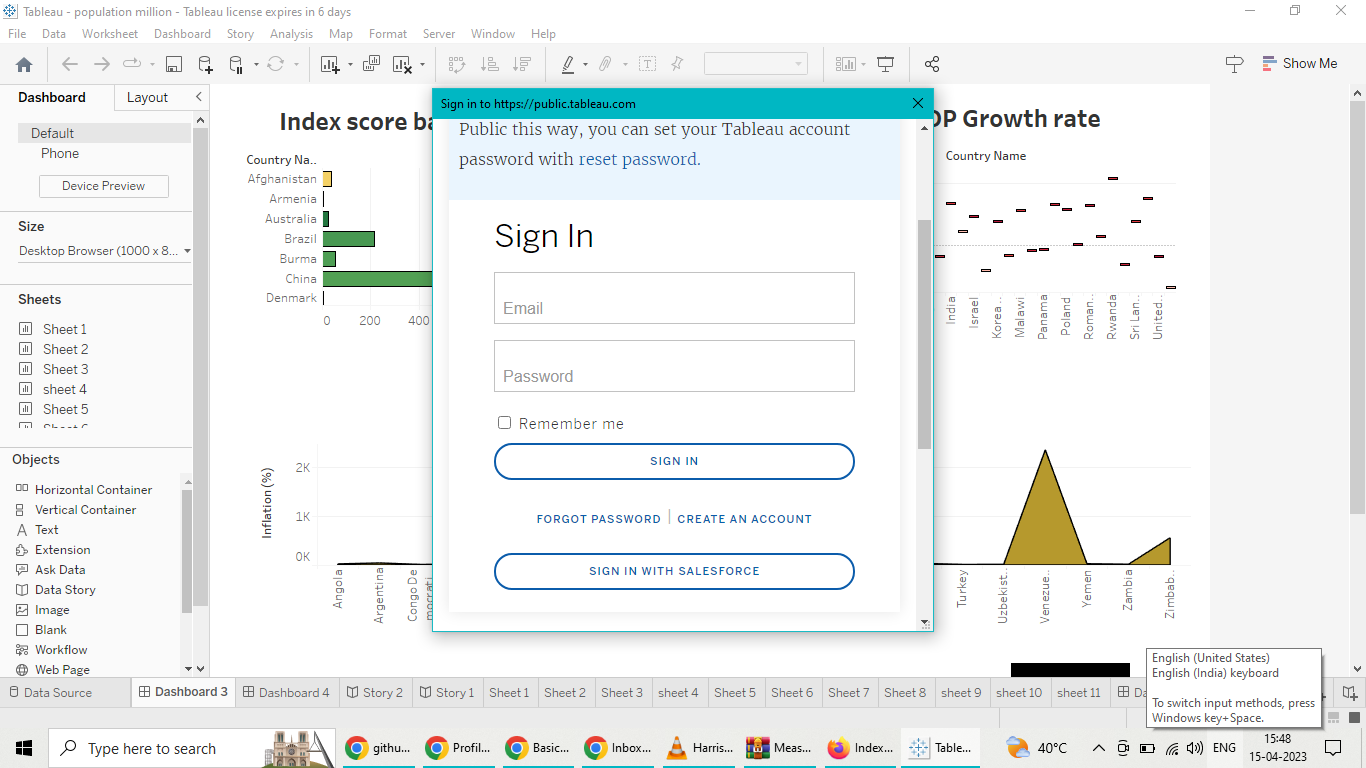 Tableau - population million - Tableau license expires in 6 days
File Data Worksheet Dashboard Story Analysis Map Format Server Window Help
Show Me
Dashboard Layout
Default
Phone
Device Preview
Size
Desktop Browser (1000 x 8...
Sheets
Sheet 1
Sheet 2
Sheet 3
sheet 4
Sheet 5
Objects
Horizontal Container
Vertical Container
Text
Extension
Ask Data
Data Story
Image
Blank
Workflow
Web Page
Index score ba
Country Na..
Afghanistan
Armenia
Australia
Brazil
Burma
China
Denmark
0 200 400
Inflation (%)
2K
1K
0K
Angola
Argentina
Congo De
mocrati
Sign in to https://public.tableau.com
Public this way, you can set your Tableau account
password with reset password.
Sign In
Email
Password
Remember me
SIGN IN
FORGOT PASSWORD | CREATE AN ACCOUNT
SIGN IN WITH SALESFORCE
DP Growth rate
Country Name
India
Israel
Korea ..
Malawi
Panama
Poland
Roman..
Rwanda
Sri Lan..
United..
Turkey
Uzbekist..
Venezue..
Yemen
Zambia
Zimbab..
English (United States)
English (India) keyboard
To switch input methods, press
Windows key+Space.
Data Source Dashboard 3 Dashboard 4 Story 2 Story 1 Sheet 1 Sheet 2 Sheet 3 sheet 4 Sheet 5 Sheet 6 Sheet 7 Sheet 8 sheet 9 sheet 10 sheet 11 Da
Type here to search
githu...
Profil...
Basic...
Inbox...
Harris...
Meas...
Index...
Table...
40°C
ENG
15:48
15-04-2023